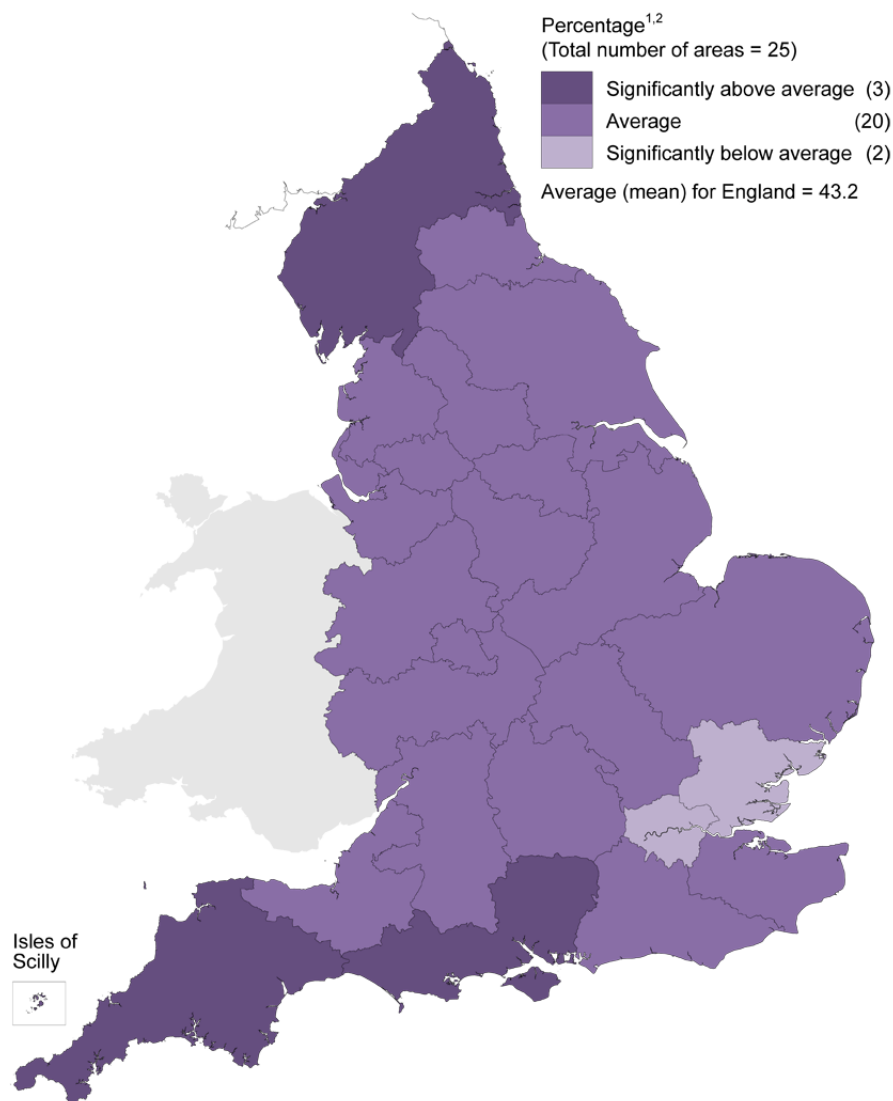 Percentage1,2
(Total number of areas = 25)
Significantly above average (3)
Average (20)
Significantly below average (2)
Average (mean) for England = 43.2
Isles of
Scilly